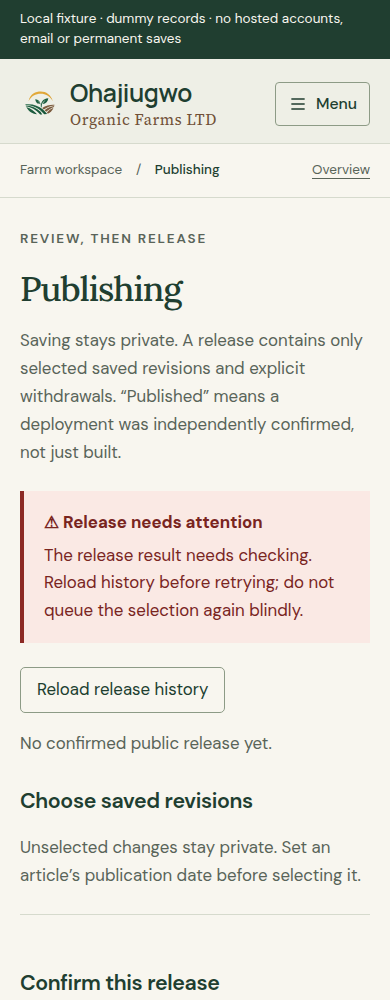 Local fixture · dummy records · no hosted accounts,
email or permanent saves
Ohajiugwo
Organic Farms LTD
Menu
Farm workspace / Publishing
Overview
REVIEW, THEN RELEASE
Publishing
Saving stays private. A release contains only
selected saved revisions and explicit
withdrawals. “Published” means a
deployment was independently confirmed,
not just built.
⚠ Release needs attention
The release result needs checking.
Reload history before retrying; do not
queue the selection again blindly.
Reload release history
No confirmed public release yet.
Choose saved revisions
Unselected changes stay private. Set an
article’s publication date before selecting it.
Confirm this release